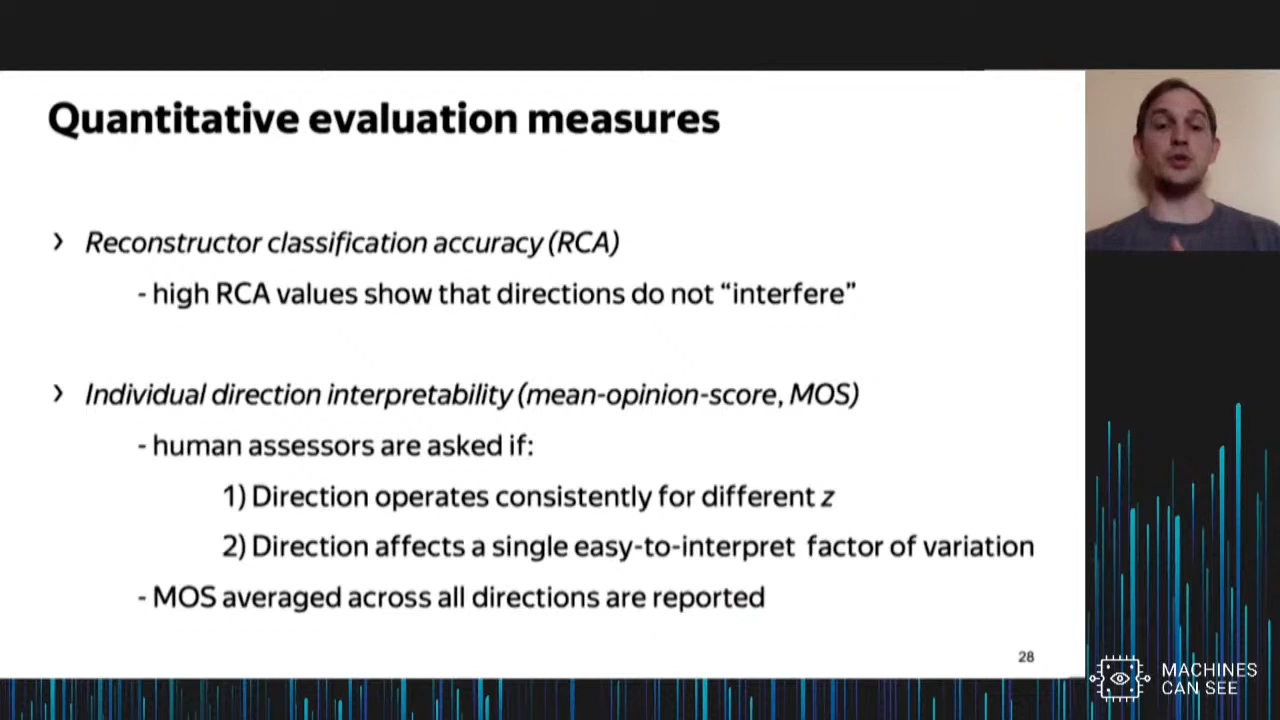 Quantitative evaluation measures
› Reconstructor classification accuracy (RCA)
- high RCA values show that directions do not “interfere”
› Individual direction interpretability (mean-opinion-score, MOS)
- human assessors are asked if:
1) Direction operates consistently for different z
2) Direction affects a single easy-to-interpret factor of variation
- MOS averaged across all directions are reported
28
MACHINES
CAN SEE